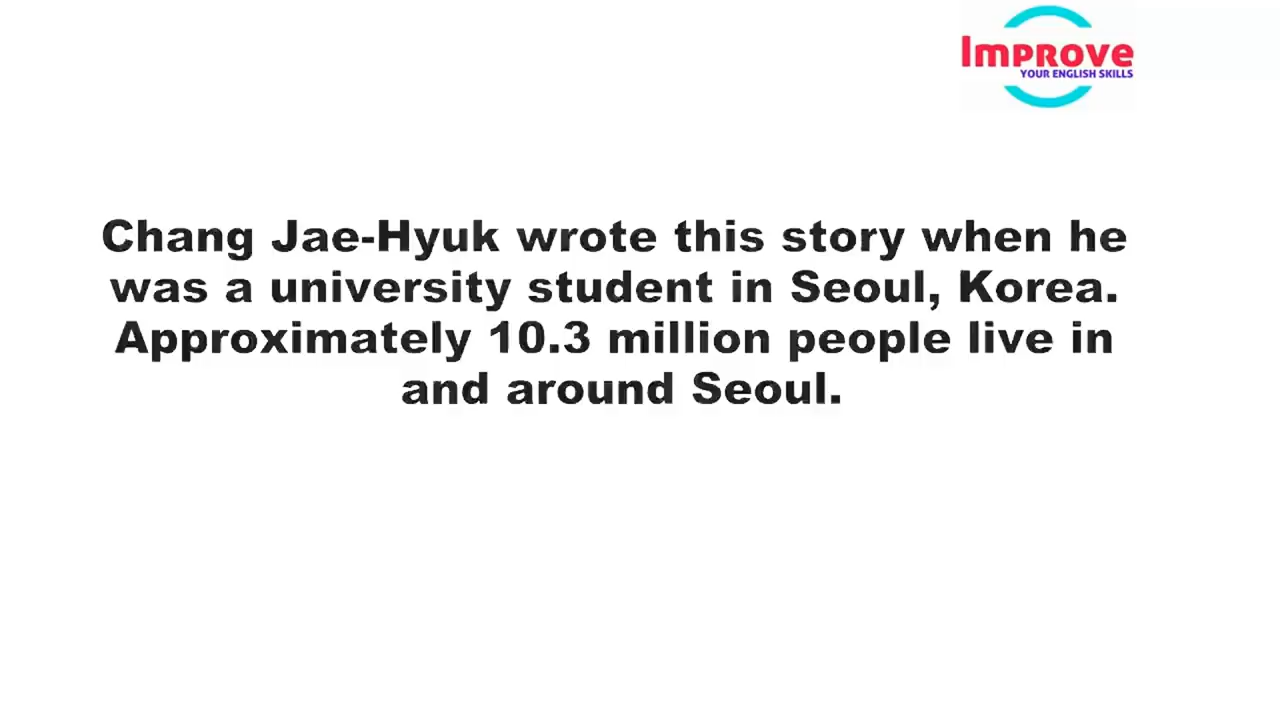 Improve
YOUR ENGLISH SKILLS
Chang Jae-Hyuk wrote this story when he
was a university student in Seoul, Korea.
Approximately 10.3 million people live in
and around Seoul.